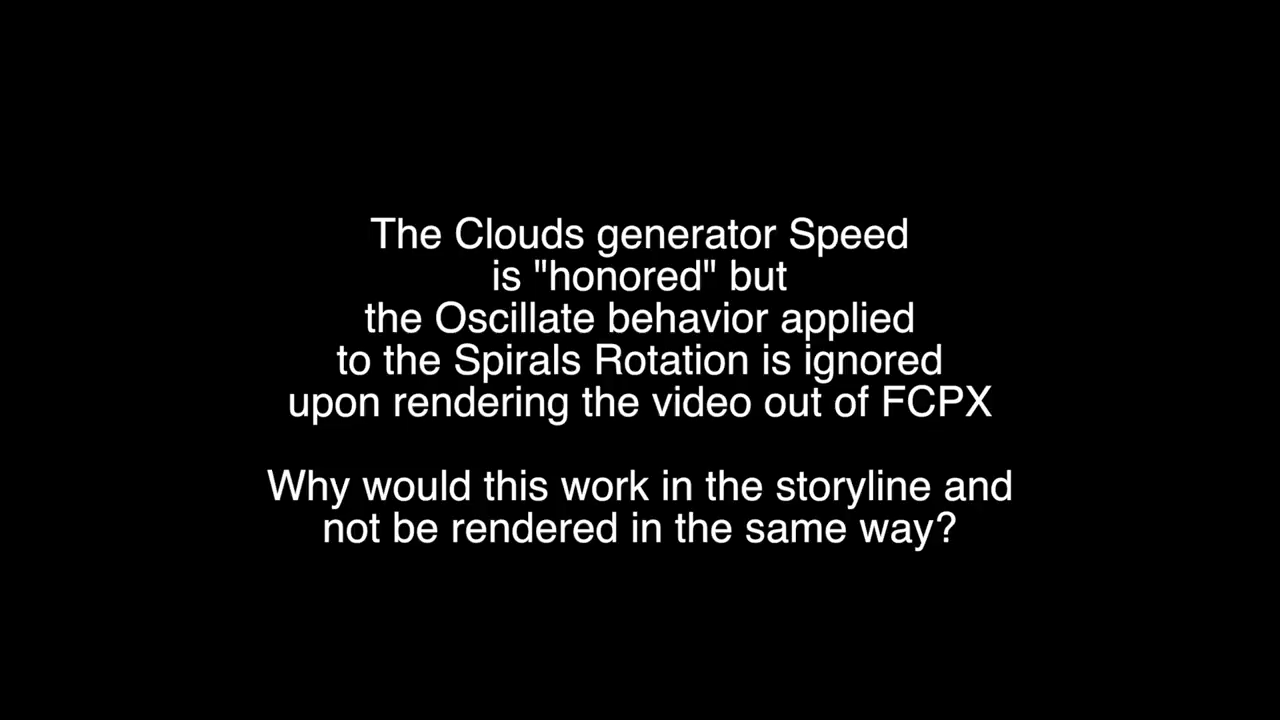 The Clouds generator Speed
is "honored" but
the Oscillate behavior applied
to the Spirals Rotation is ignored
upon rendering the video out of FCPX
Why would this work in the storyline and
not be rendered in the same way?